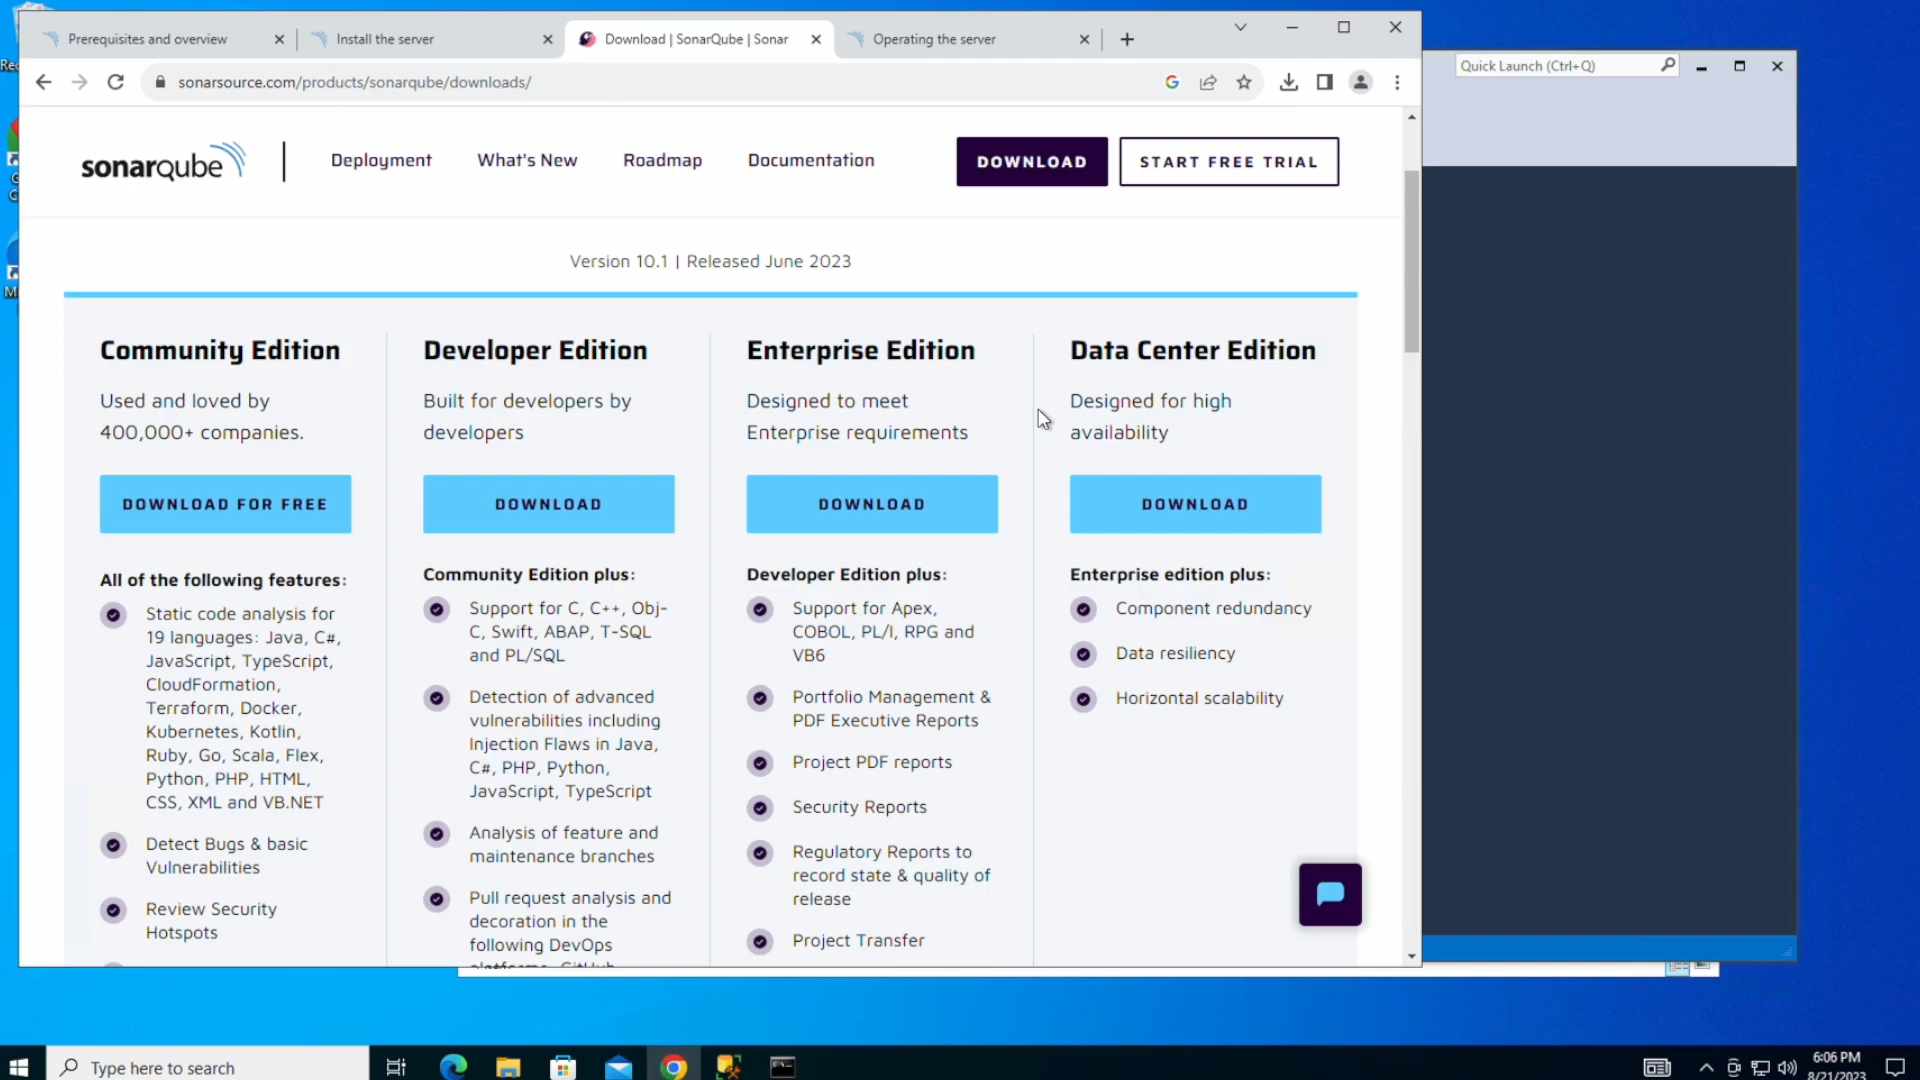 Prerequisites and overview
Install the server
Download | SonarQube | Sonar
Operating the server
sonarsource.com/products/sonarqube/downloads/
Quick Launch (Ctrl+Q)
sonarqube
Deployment
What's New
Roadmap
Documentation
DOWNLOAD
START FREE TRIAL
Version 10.1 | Released June 2023
Community Edition
Used and loved by
400,000+ companies.
DOWNLOAD FOR FREE
All of the following features:
Static code analysis for
19 languages: Java, C#,
JavaScript, TypeScript,
CloudFormation,
Terraform, Docker,
Kubernetes, Kotlin,
Ruby, Go, Scala, Flex,
Python, PHP, HTML,
CSS, XML and VB.NET
Detect Bugs & basic
Vulnerabilities
Review Security
Hotspots
Developer Edition
Built for developers by
developers
DOWNLOAD
Community Edition plus:
Support for C, C++, Obj-
C, Swift, ABAP, T-SQL
and PL/SQL
Detection of advanced
vulnerabilities including
Injection Flaws in Java,
C#, PHP, Python,
JavaScript, TypeScript
Analysis of feature and
maintenance branches
Pull request analysis and
decoration in the
following DevOps
Enterprise Edition
Designed to meet
Enterprise requirements
DOWNLOAD
Developer Edition plus:
Support for Apex,
COBOL, PL/I, RPG and
VB6
Portfolio Management &
PDF Executive Reports
Project PDF reports
Security Reports
Regulatory Reports to
record state & quality of
release
Project Transfer
Data Center Edition
Designed for high
availability
DOWNLOAD
Enterprise edition plus:
Component redundancy
Data resiliency
Horizontal scalability
Type here to search
6:06 PM
8/21/2023